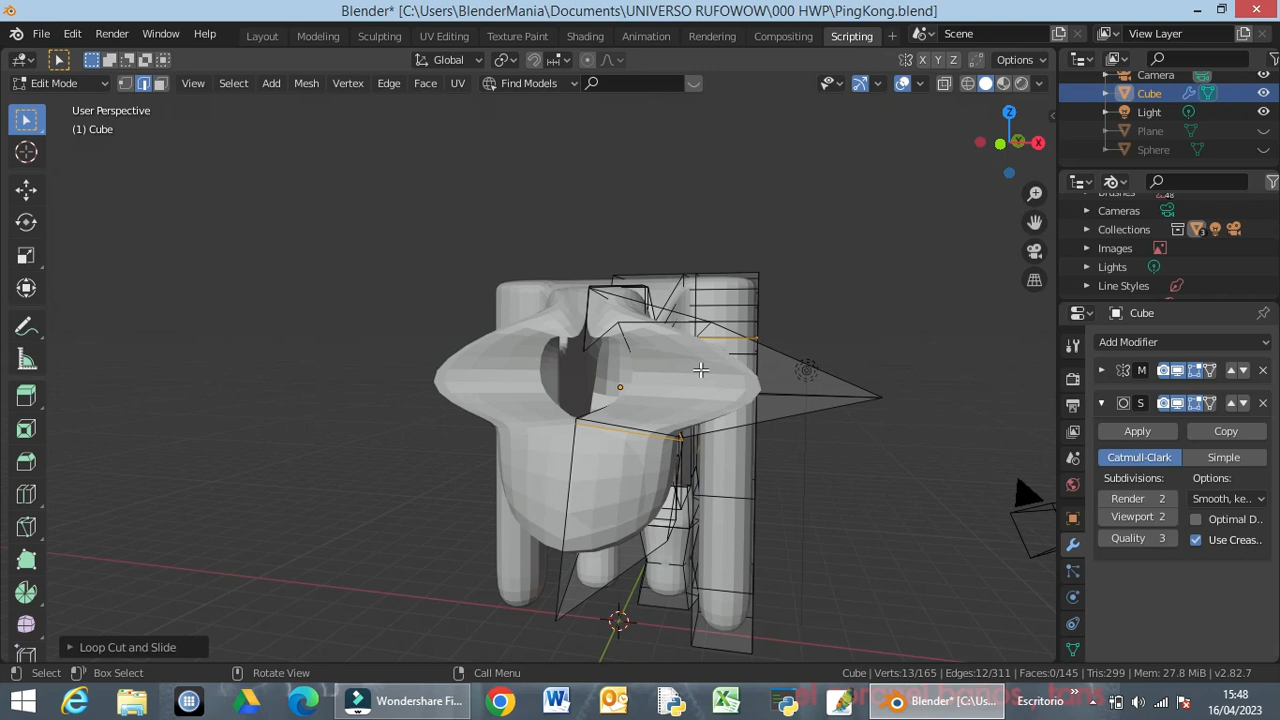 Blender* [C:\Users\BlenderMania\Documents\UNIVERSO RUFOWOW\000 HWP\PingKong.blend]
File Edit Render Window Help Layout Modeling Sculpting UV Editing Texture Paint Shading Animation Rendering Compositing Scripting Scene View Layer
Global X Y Z Options
Edit Mode View Select Add Mesh Vertex Edge Face UV Find Models
User Perspective
(1) Cube
Z
Y
X
Camera
Cube
Light
Plane
Sphere
48
Cameras
Collections 3
Images
Lights
Line Styles
Cube
Add Modifier
M
S
Apply Copy
Catmull-Clark Simple
Subdivisions: Options:
Render 2 Smooth, ke..
Viewport 2 Optimal D..
Quality 3 Use Creas..
Loop Cut and Slide
Select Box Select Rotate View Call Menu Cube | Verts:13/165 | Edges:12/311 | Faces:0/145 | Tris:299 | Mem: 27.8 MiB | v2.82.7
Wondershare Fi... Blender* [C:\Us... Escritorio
15:48
16/04/2023